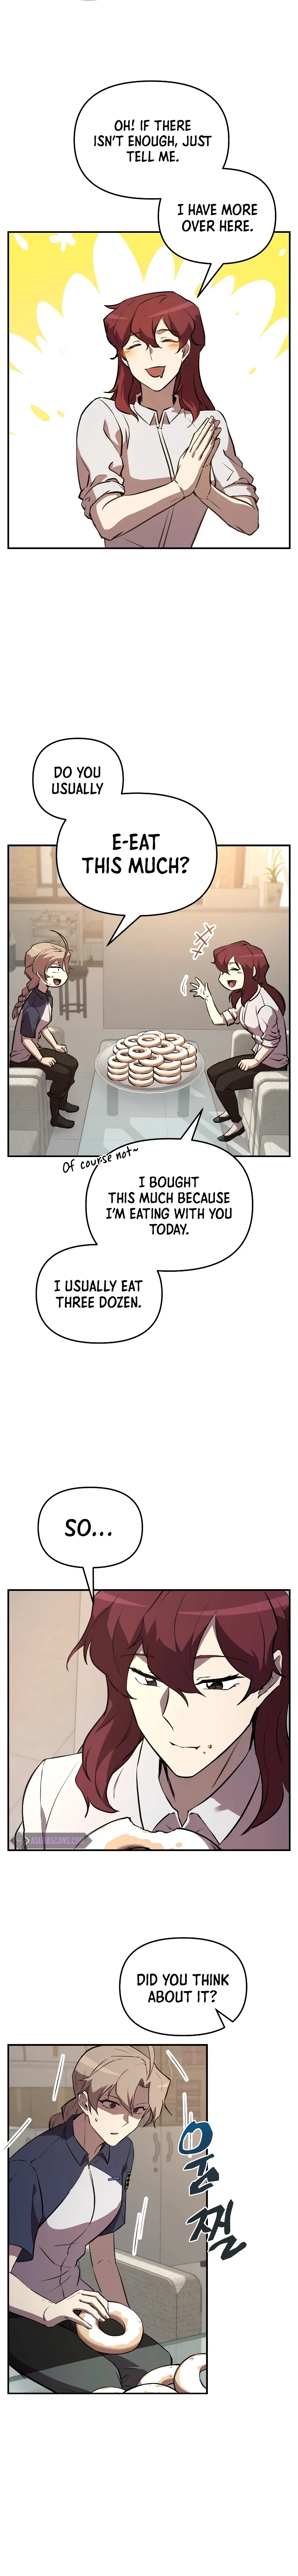 OH! IF THERE
ISN'T ENOUGH, JUST
TELL ME.
I HAVE MORE
OVER HERE.
DO YOU
USUALLY
E-EAT
THIS MUCH?
Of course not~
I BOUGHT
THIS MUCH BECAUSE
I'M EATING WITH YOU
TODAY.
I USUALLY EAT
THREE DOZEN.
SO...
ASURASCANS.COM
DID YOU THINK
ABOUT IT?
움찔